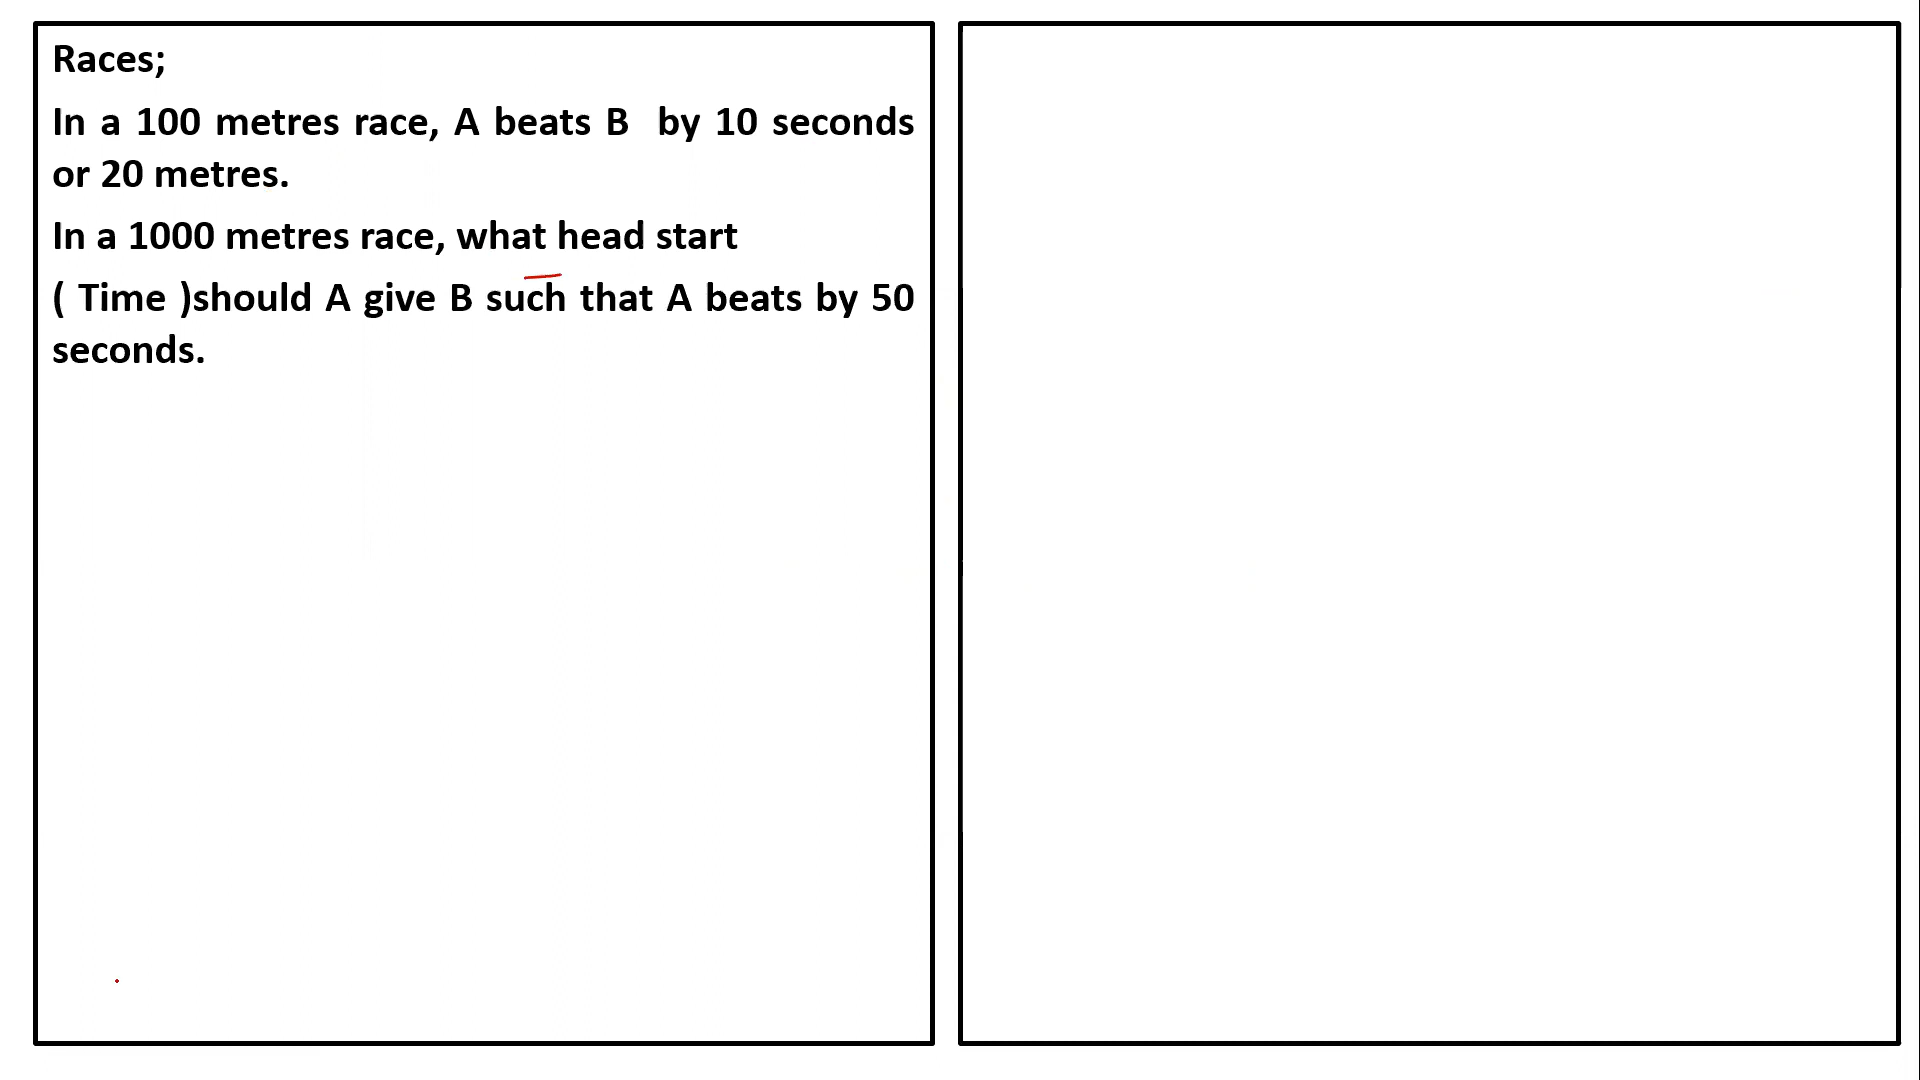 Races;
In a 100 metres race, A beats B  by 10 seconds
or 20 metres.
In a 1000 metres race, what head start
( Time )should A give B such that A beats by 50
seconds.